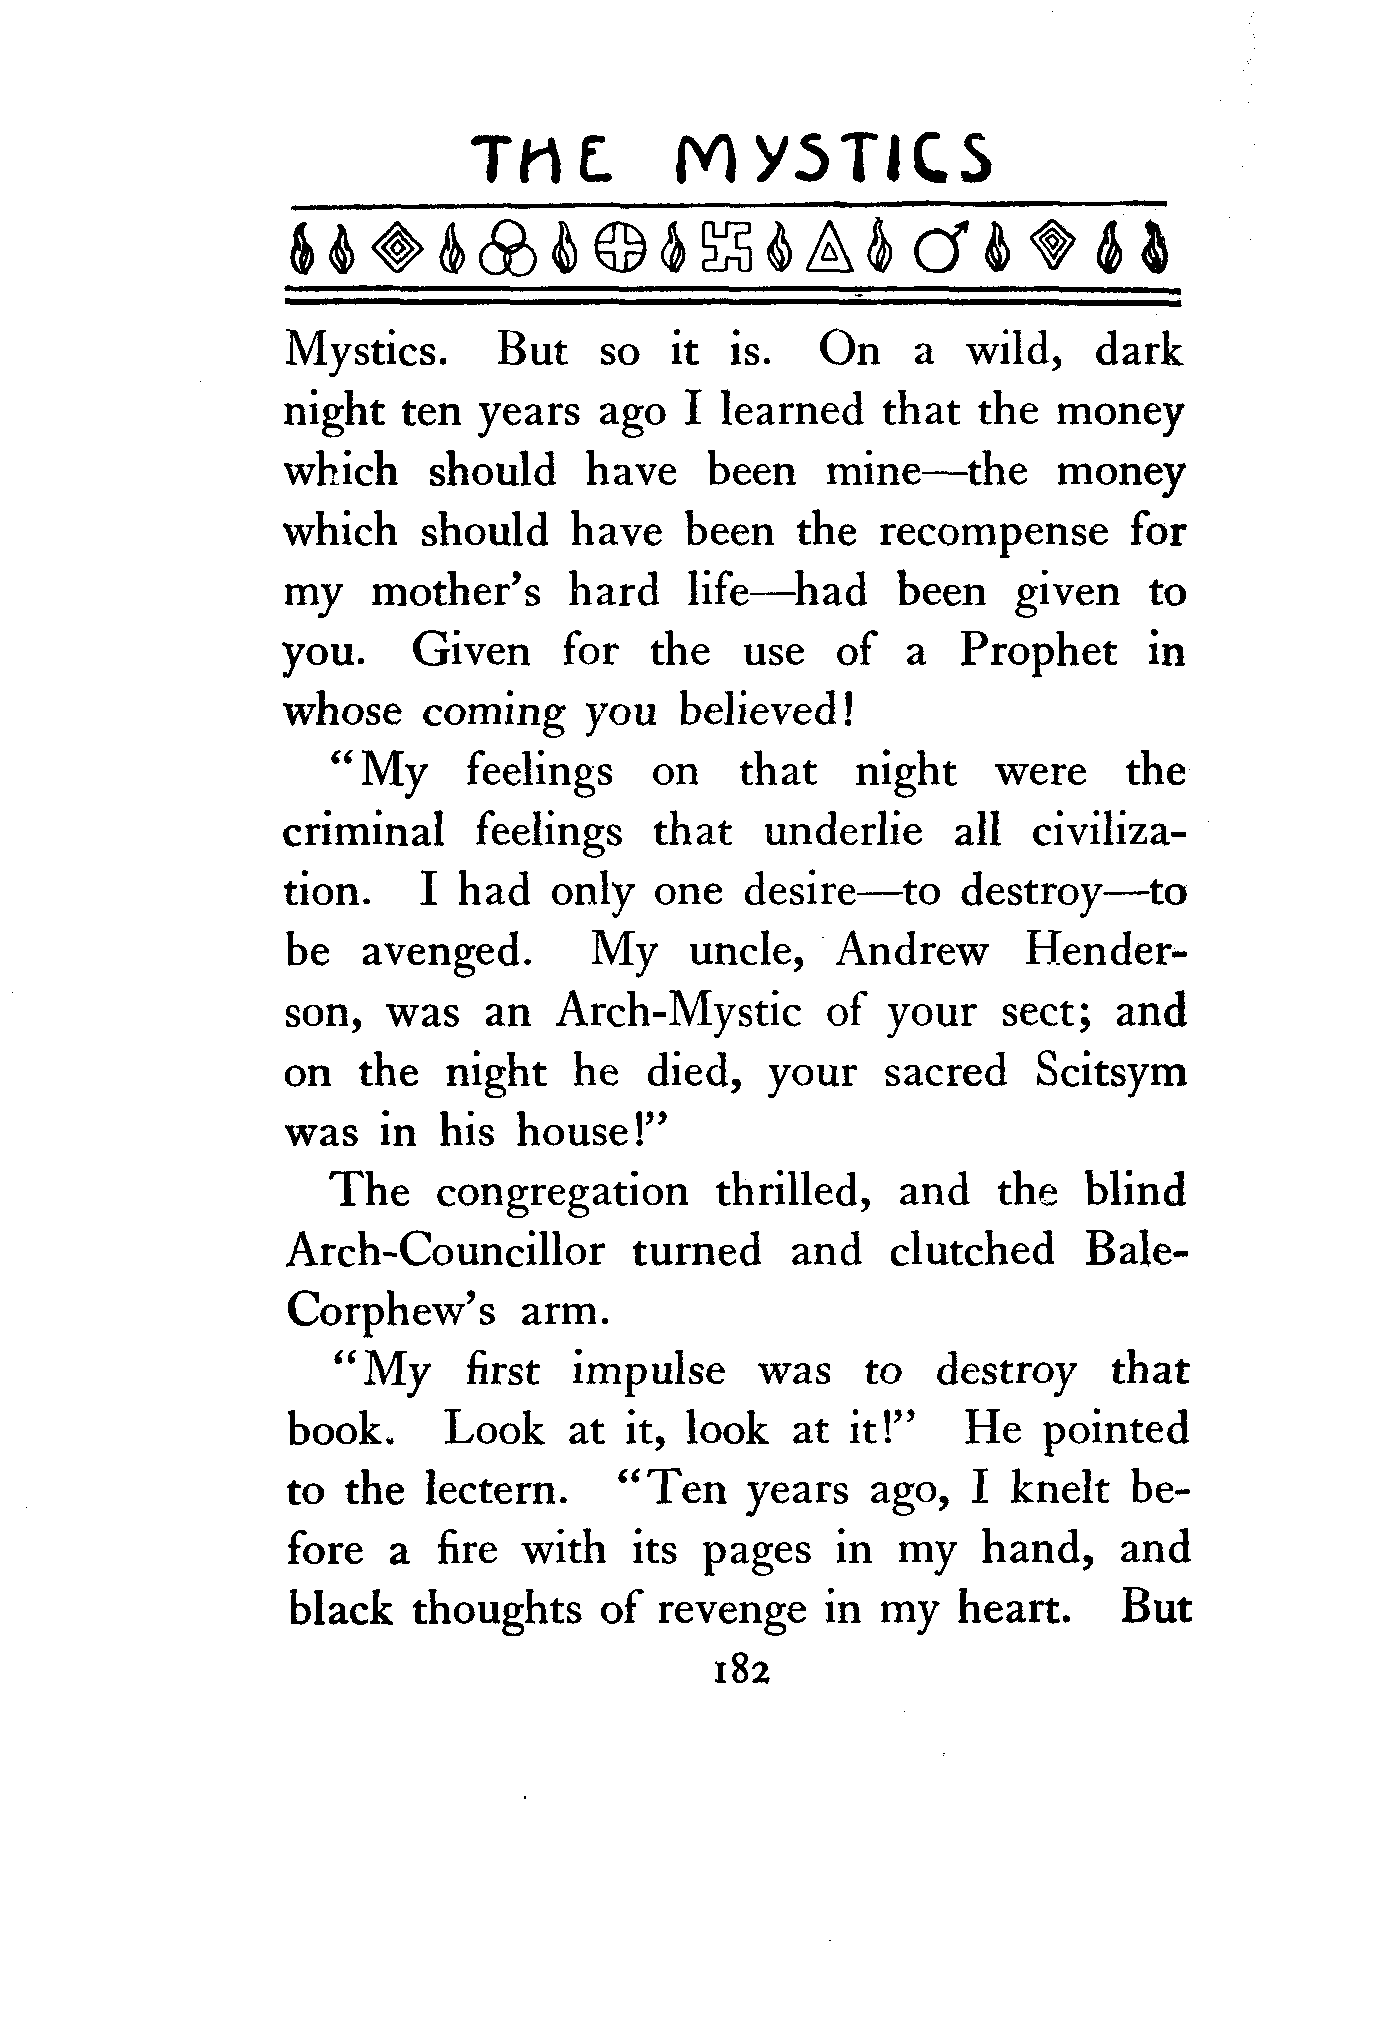 THE MYSTICS
Mystics. But so it is. On a wild, dark
night ten years ago I learned that the money
which should have been mine—the money
which should have been the recompense for
my mother's hard life—had been given to
you. Given for the use of a Prophet in
whose coming you believed!
"My feelings on that night were the
criminal feelings that underlie all civiliza-
tion. I had only one desire—to destroy—to
be avenged. My uncle, Andrew Hender-
son, was an Arch-Mystic of your sect; and
on the night he died, your sacred Scitsym
was in his house!"
The congregation thrilled, and the blind
Arch-Councillor turned and clutched Bale-
Corphew's arm.
"My first impulse was to destroy that
book. Look at it, look at it!" He pointed
to the lectern. "Ten years ago, I knelt be-
fore a fire with its pages in my hand, and
black thoughts of revenge in my heart. But
182